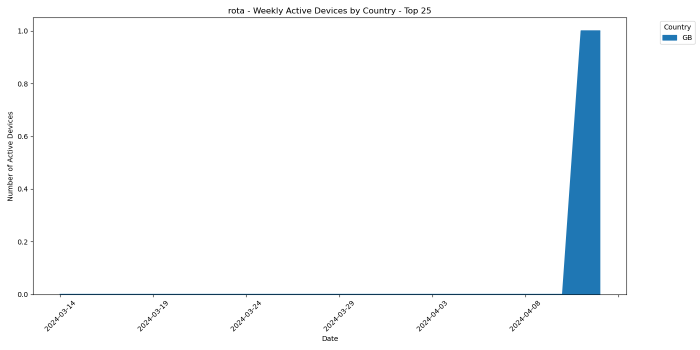 rota - Weekly Active Devices by Country - Top 25
Country
GB
Number of Active Devices
1.0
0.8
0.6
0.4
0.2
0.0
2024-03-14
2024-03-19
2024-03-24
2024-03-29
2024-04-03
2024-04-08
Date